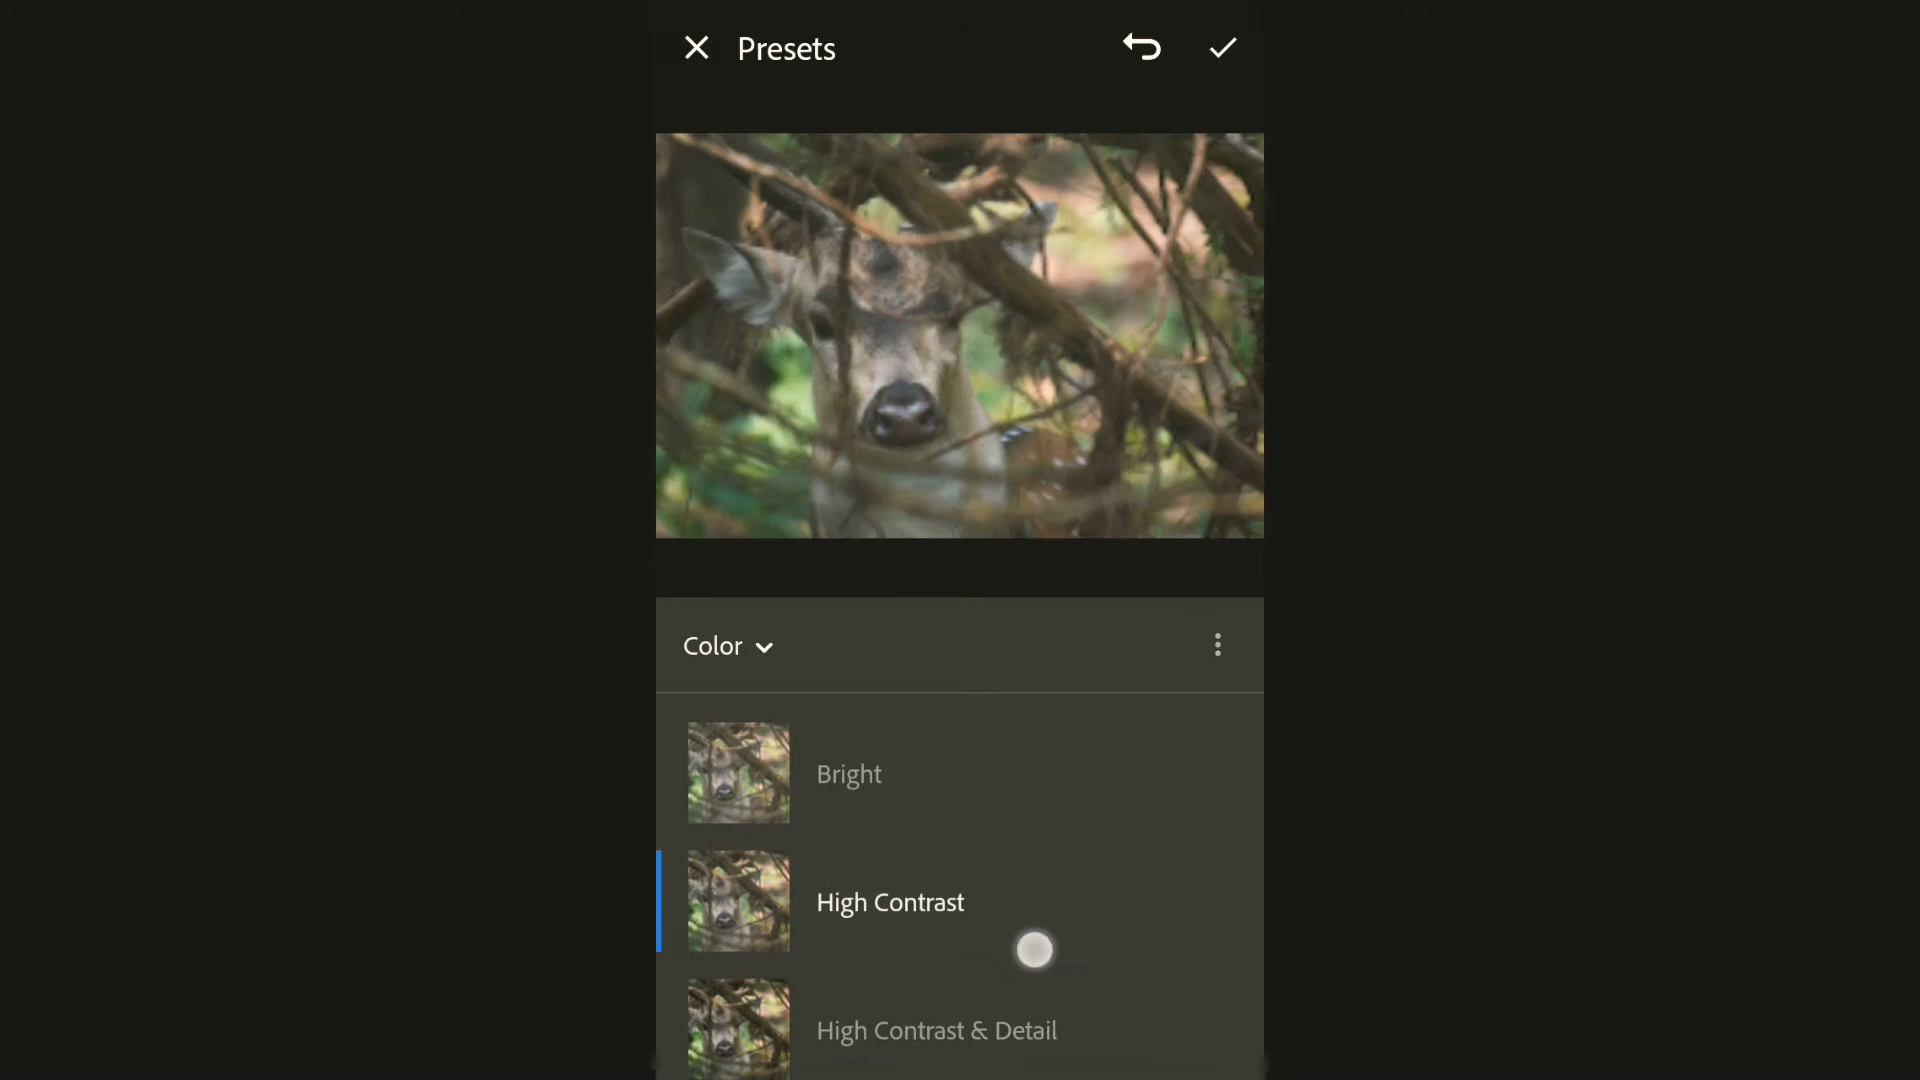 Presets
Color
Bright
High Contrast
High Contrast & Detail